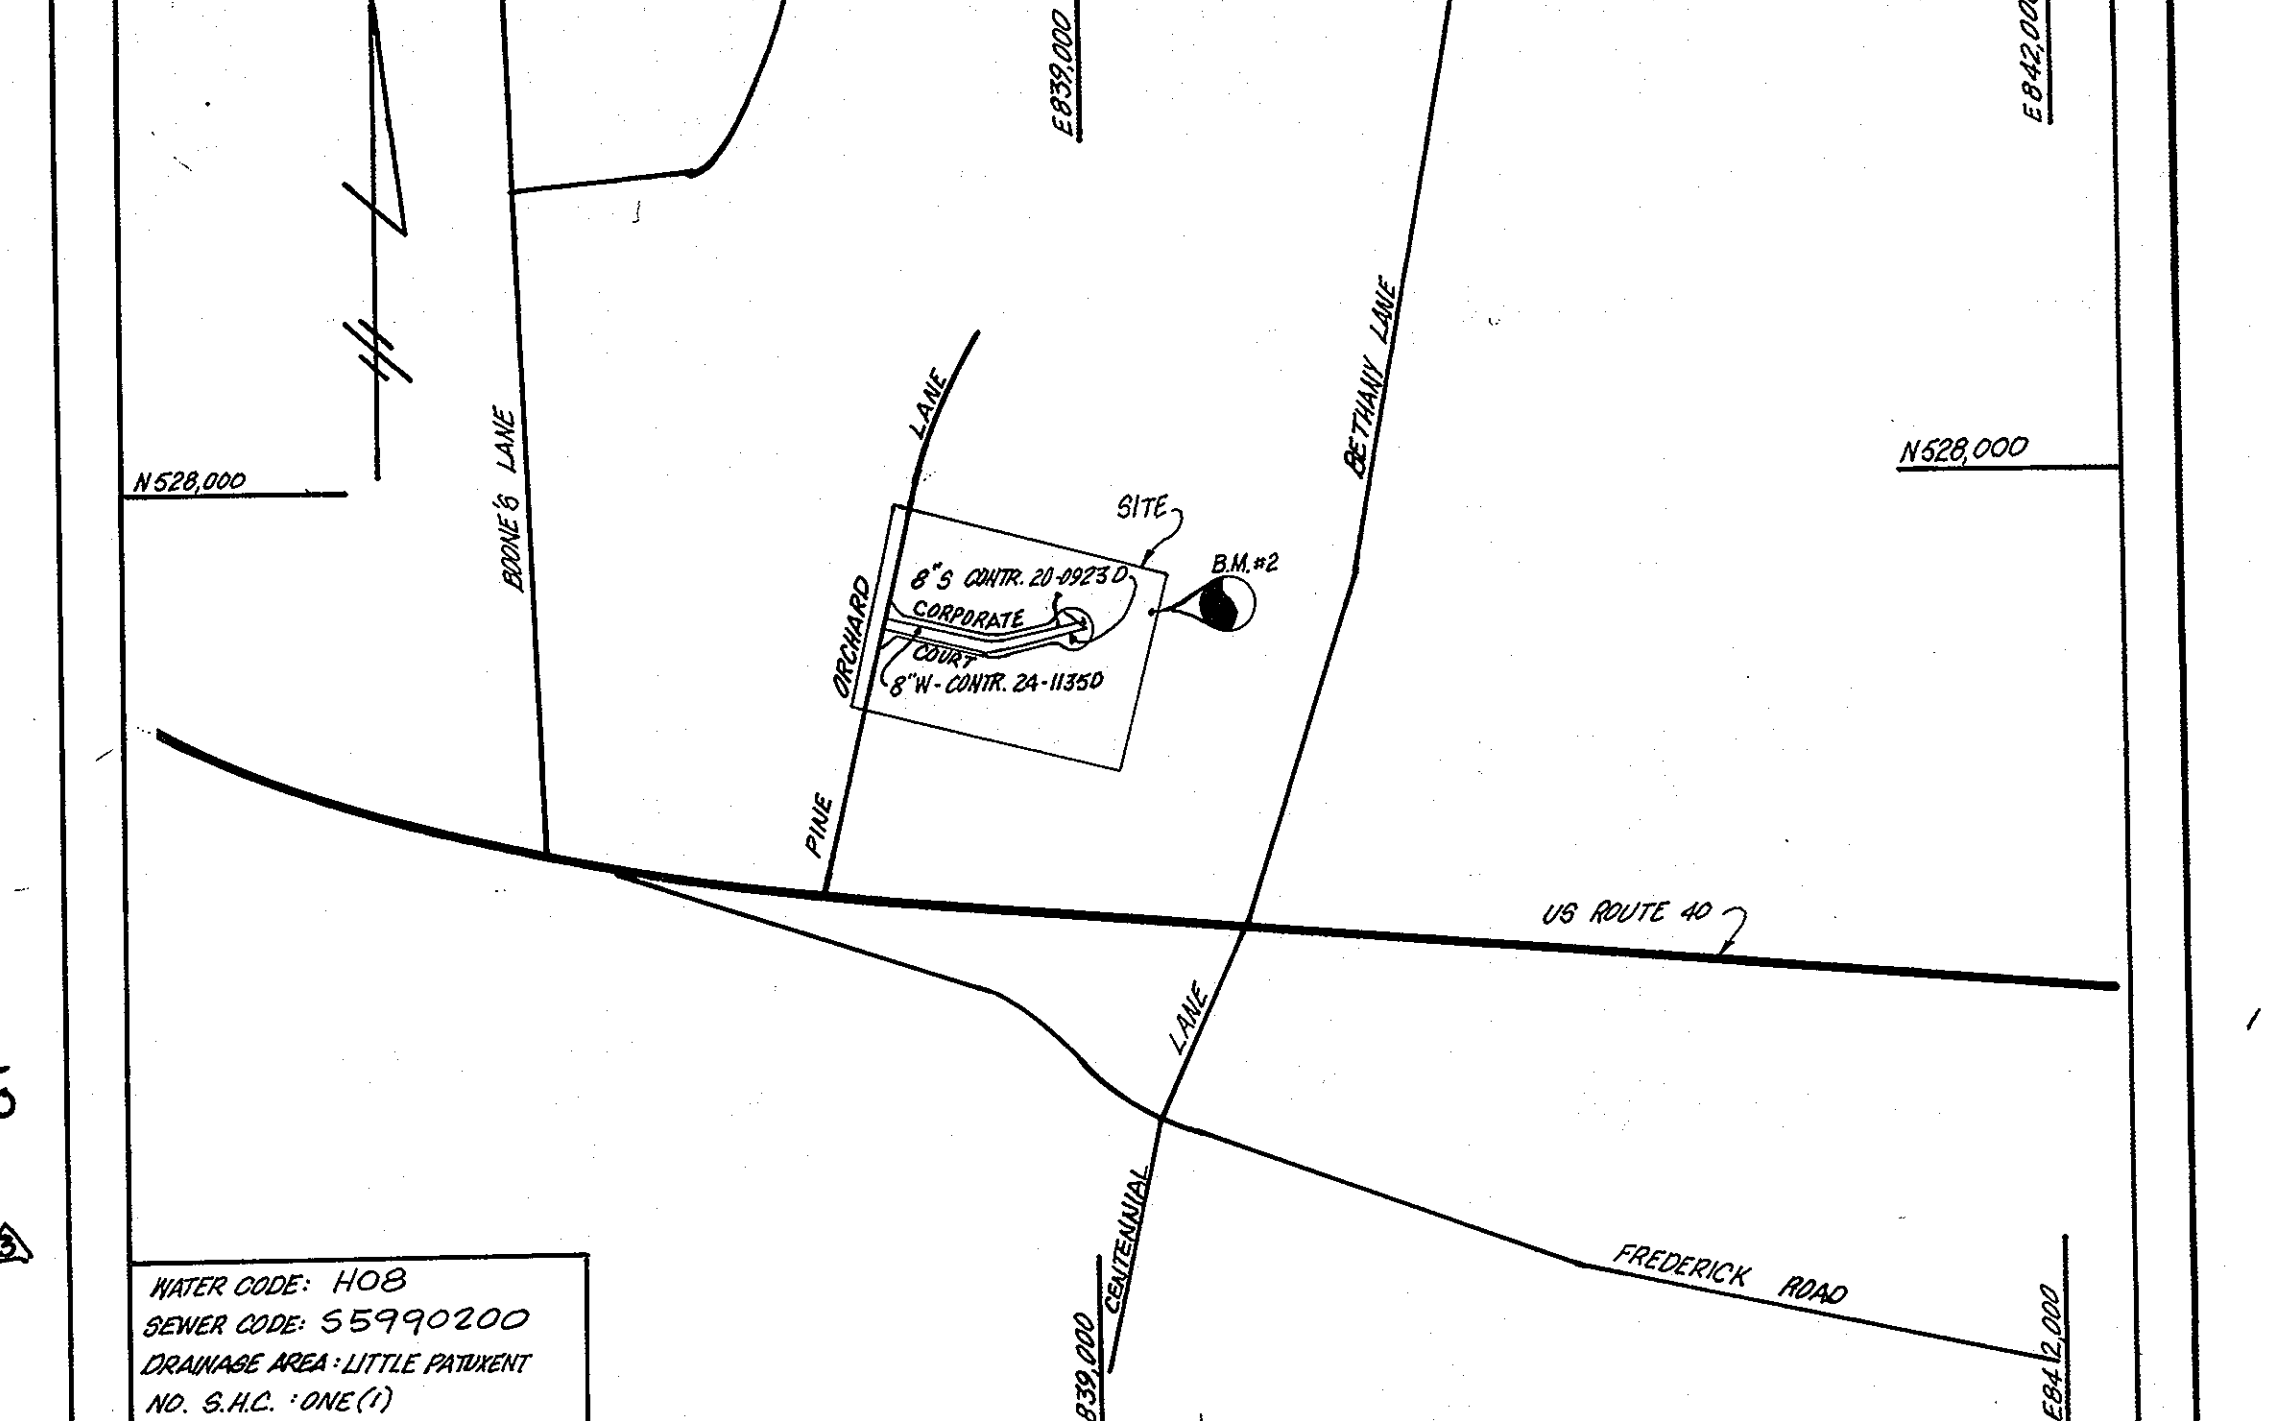 E839,000
E842,000
BETHANY LANE
LANE
BOONE'S LANE
N528,000
N528,000
SITE
B.M.#2
8"S CONTR. 20-0923D
CORPORATE
COURT
8"W-CONTR. 24-1135D
ORCHARD
PINE
US ROUTE 40
LANE
CENTENNIAL
FREDERICK ROAD
WATER CODE: H08
SEWER CODE: S5990200
DRAINAGE AREA: LITTLE PATUXENT
NO. S.H.C. : ONE (1)
839,000
E842,000
3